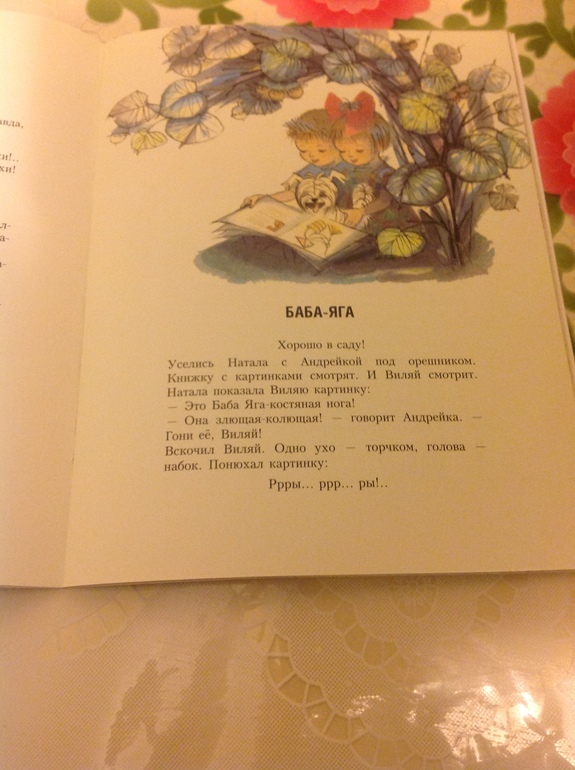 авда,
и!..
хи!
л-
а-
БАБА-ЯГА
Хорошо в саду!
Уселись Натала с Андрейкой под орешником.
Книжку с картинками смотрят. И Виляй смотрит.
Натала показала Виляю картинку:
— Это Баба Яга-костяная нога!
— Она злющая-колющая! — говорит Андрейка. —
Гони её, Виляй!
Вскочил Виляй. Одно ухо — торчком, голова —
набок. Понюхал картинку:
Ррры... ррр... ры!..